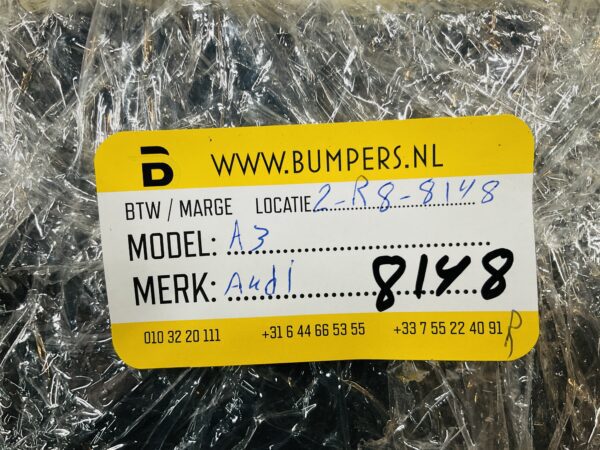 B WWW.BUMPERS.NL
BTW / MARGE LOCATIE 2-R8-8148
MODEL: A3
MERK: Audi 8148
010 32 20 111 +31 6 44 66 53 55 +33 7 55 22 40 91